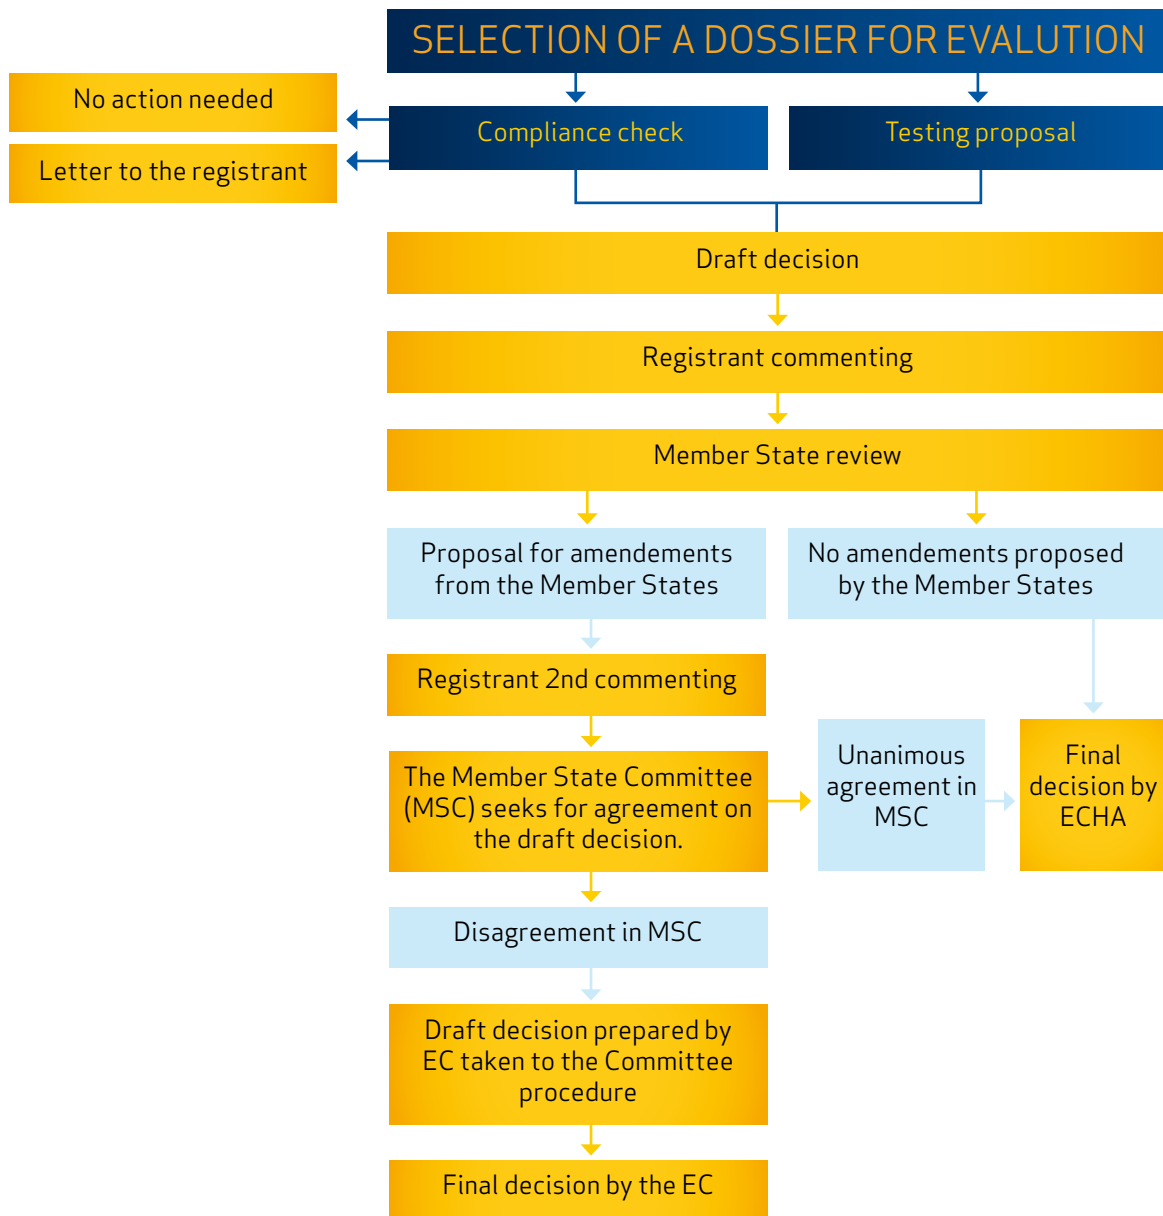 SELECTION OF A DOSSIER FOR EVALUTION
No action needed
Letter to the registrant
Compliance check
Testing proposal
Draft decision
Registrant commenting
Member State review
Proposal for amendements
from the Member States
No amendements proposed
by the Member States
Registrant 2nd commenting
The Member State Committee
(MSC) seeks for agreement on
the draft decision.
Unanimous
agreement in
MSC
Final
decision by
ECHA
Disagreement in MSC
Draft decision prepared by
EC taken to the Committee
procedure
Final decision by the EC